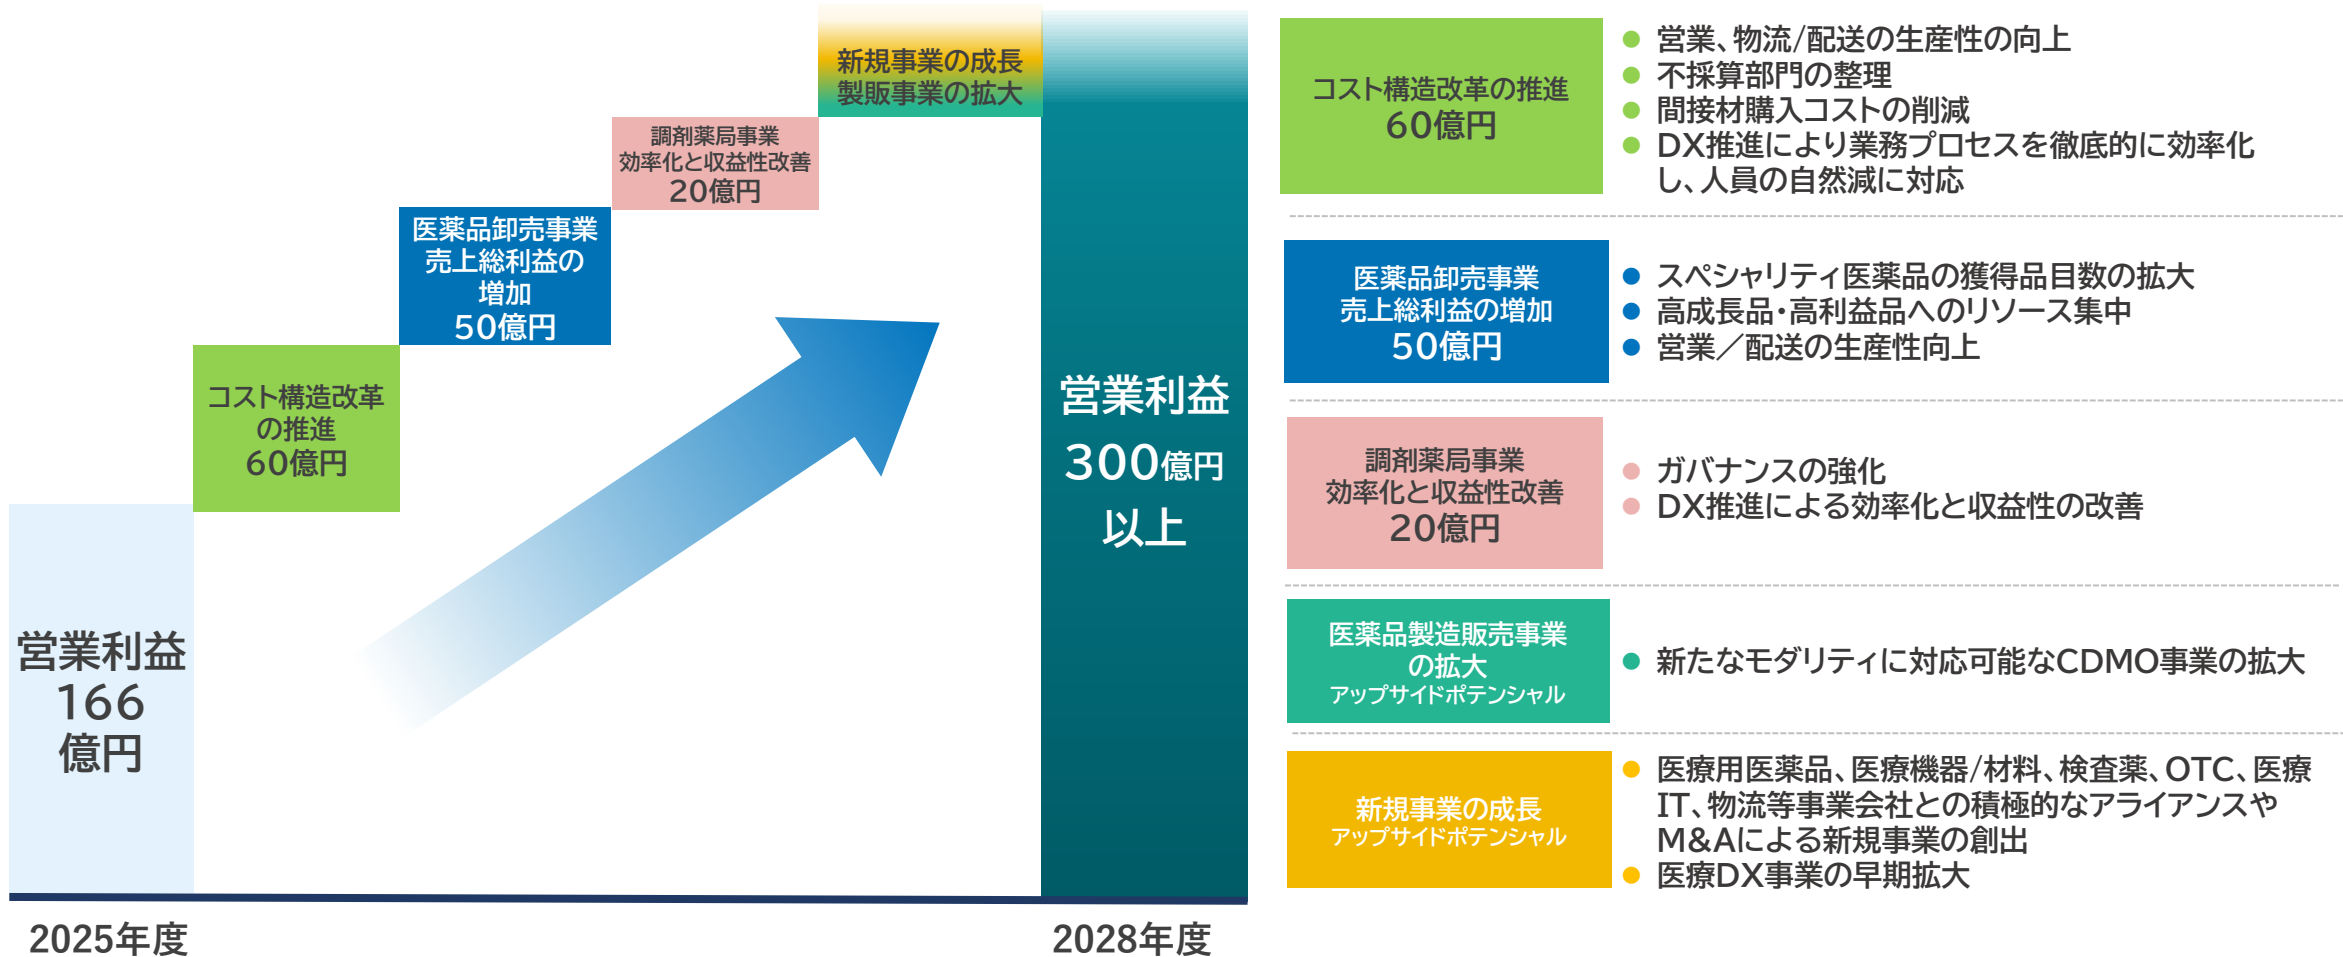 新規事業の成長
製販事業の拡大
調剤薬局事業
効率化と収益性改善
20億円
医薬品卸売事業
売上総利益の
増加
50億円
コスト構造改革
の推進
60億円
営業利益
166
億円
営業利益
300億円
以上
2025年度
2028年度
コスト構造改革の推進
60億円
● 営業、物流/配送の生産性の向上
● 不採算部門の整理
● 間接材購入コストの削減
● DX推進により業務プロセスを徹底的に効率化
し、人員の自然減に対応
医薬品卸売事業
売上総利益の増加
50億円
● スペシャリティ医薬品の獲得品目数の拡大
● 高成長品・高利益品へのリソース集中
● 営業／配送の生産性向上
調剤薬局事業
効率化と収益性改善
20億円
● ガバナンスの強化
● DX推進による効率化と収益性の改善
医薬品製造販売事業
の拡大
アップサイドポテンシャル
● 新たなモダリティに対応可能なCDMO事業の拡大
新規事業の成長
アップサイドポテンシャル
● 医療用医薬品、医療機器/材料、検査薬、OTC、医療
IT、物流等事業会社との積極的なアライアンスや
M&Aによる新規事業の創出
● 医療DX事業の早期拡大